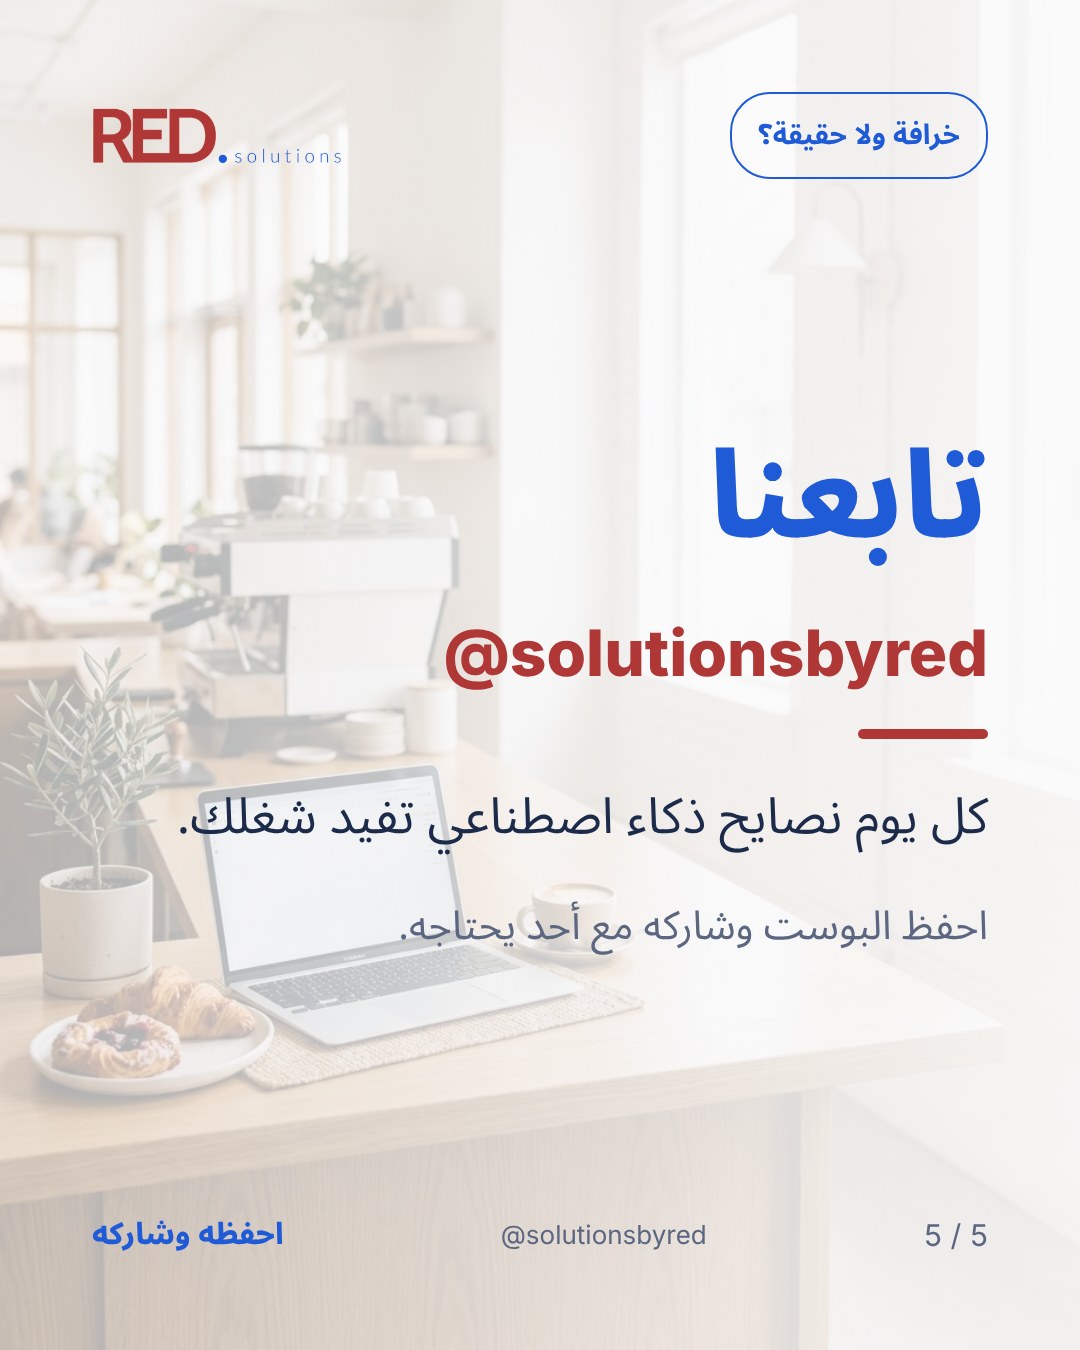 RED.solutions
خرافة ولا حقيقة؟
تابعنا
@solutionsbyred
كل يوم نصايح ذكاء اصطناعي تفيد شغلك.
احفظ البوست وشاركه مع أحد يحتاجه.
احفظه وشاركه
@solutionsbyred
5 / 5